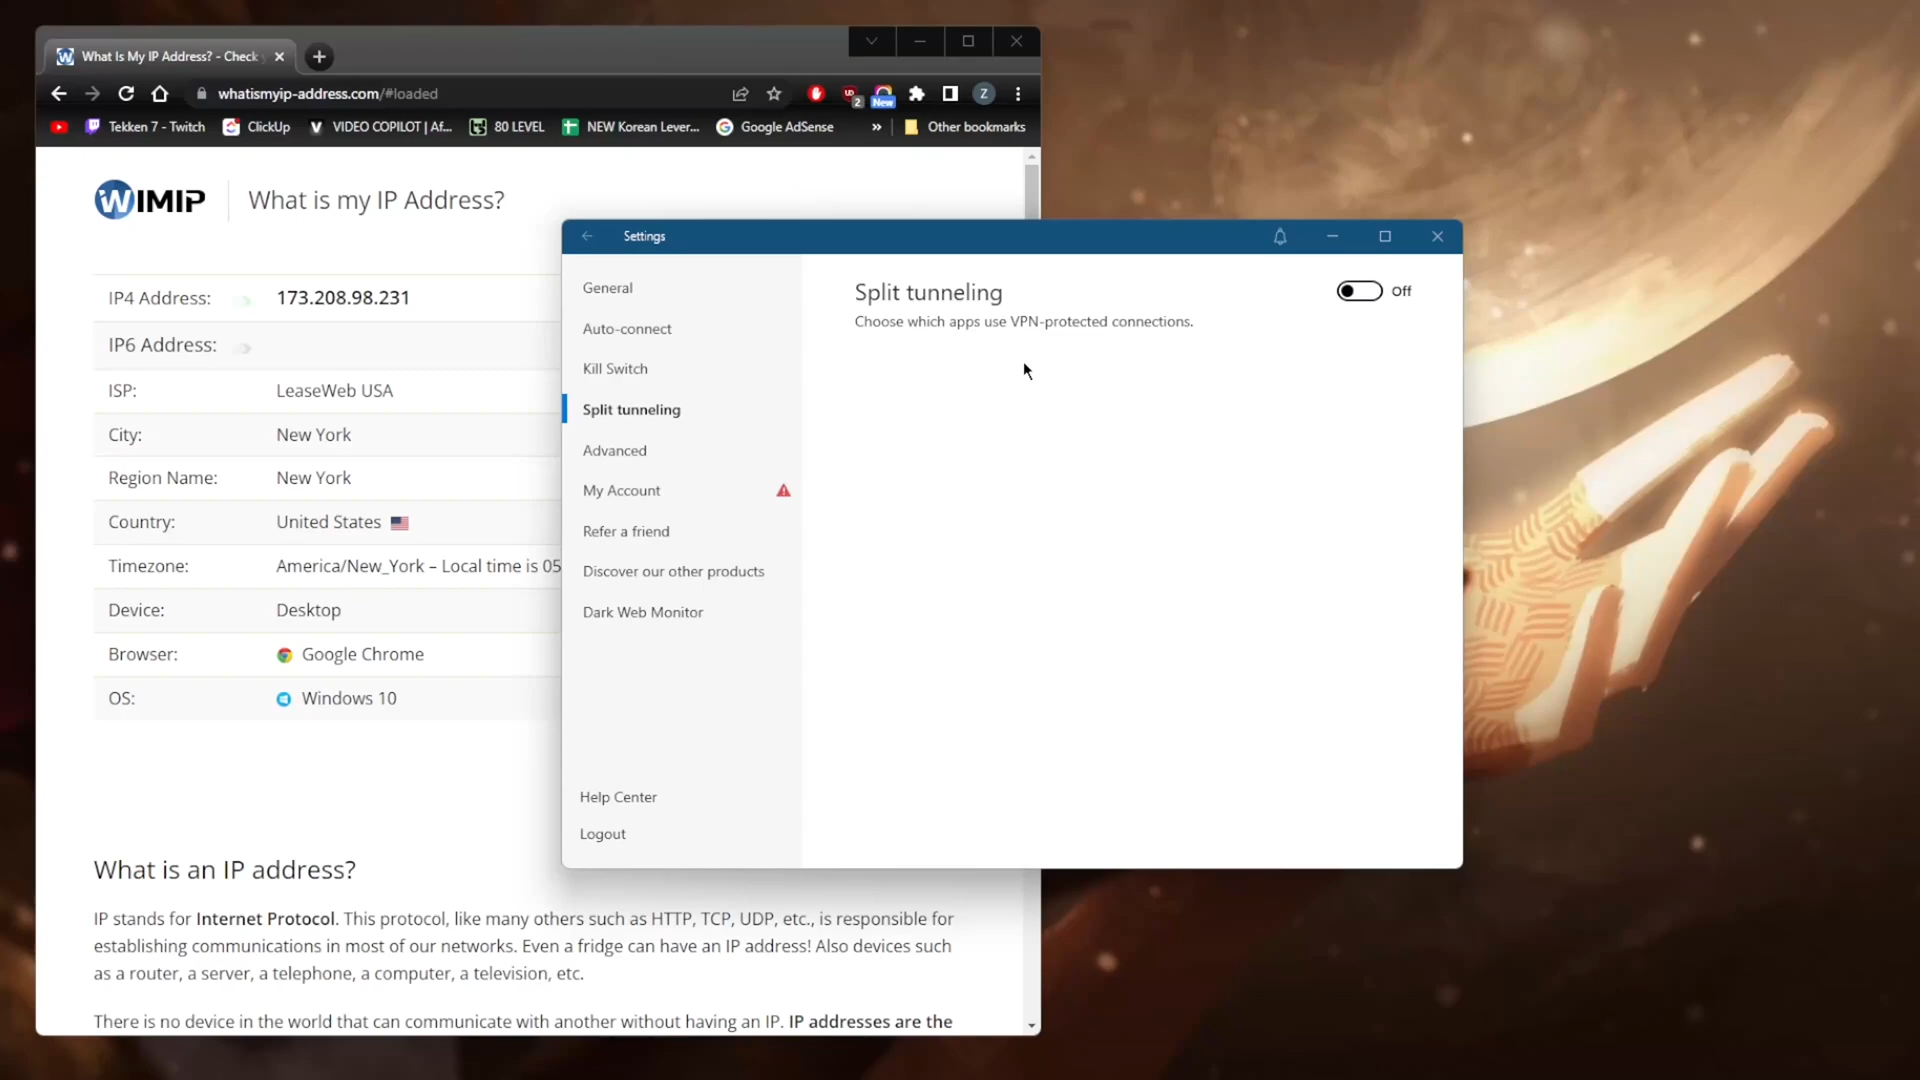 What Is My IP Address? - Check
whatismyip-address.com/#loaded
2
New
Z
Tekken 7 - Twitch
ClickUp
VIDEO COPILOT | Af...
80 LEVEL
NEW Korean Lever...
Google AdSense
»
Other bookmarks
WIMIP
What is my IP Address?
IP4 Address: 173.208.98.231
IP6 Address:
ISP: LeaseWeb USA
City: New York
Region Name: New York
Country: United States
Timezone: America/New_York – Local time is 05
Device: Desktop
Browser: Google Chrome
OS: Windows 10
What is an IP address?
IP stands for Internet Protocol. This protocol, like many others such as HTTP, TCP, UDP, etc., is responsible for
establishing communications in most of our networks. Even a fridge can have an IP address! Also devices such
as a router, a server, a telephone, a computer, a television, etc.
There is no device in the world that can communicate with another without having an IP. IP addresses are the
Settings
General
Auto-connect
Kill Switch
Split tunneling
Advanced
My Account
Refer a friend
Discover our other products
Dark Web Monitor
Help Center
Logout
Split tunneling
Off
Choose which apps use VPN-protected connections.